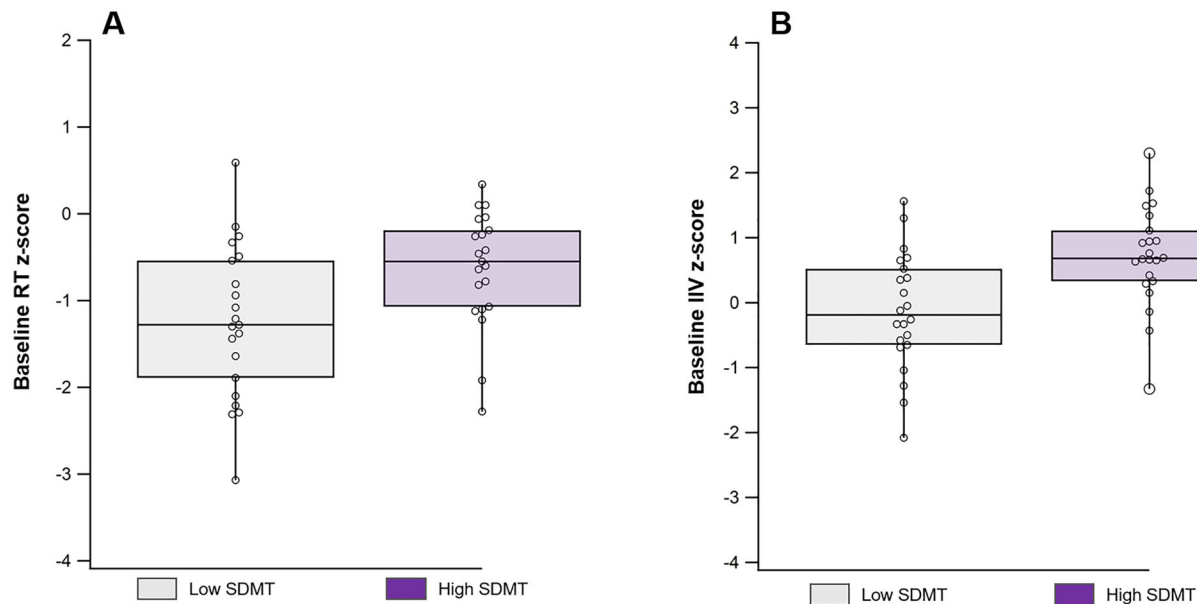 A
2
1
0
-1
-2
-3
-4
Baseline RT z-score
Low SDMT
High SDMT
B
4
3
2
1
0
-1
-2
-3
-4
Baseline IIV z-score
Low SDMT
High SDMT